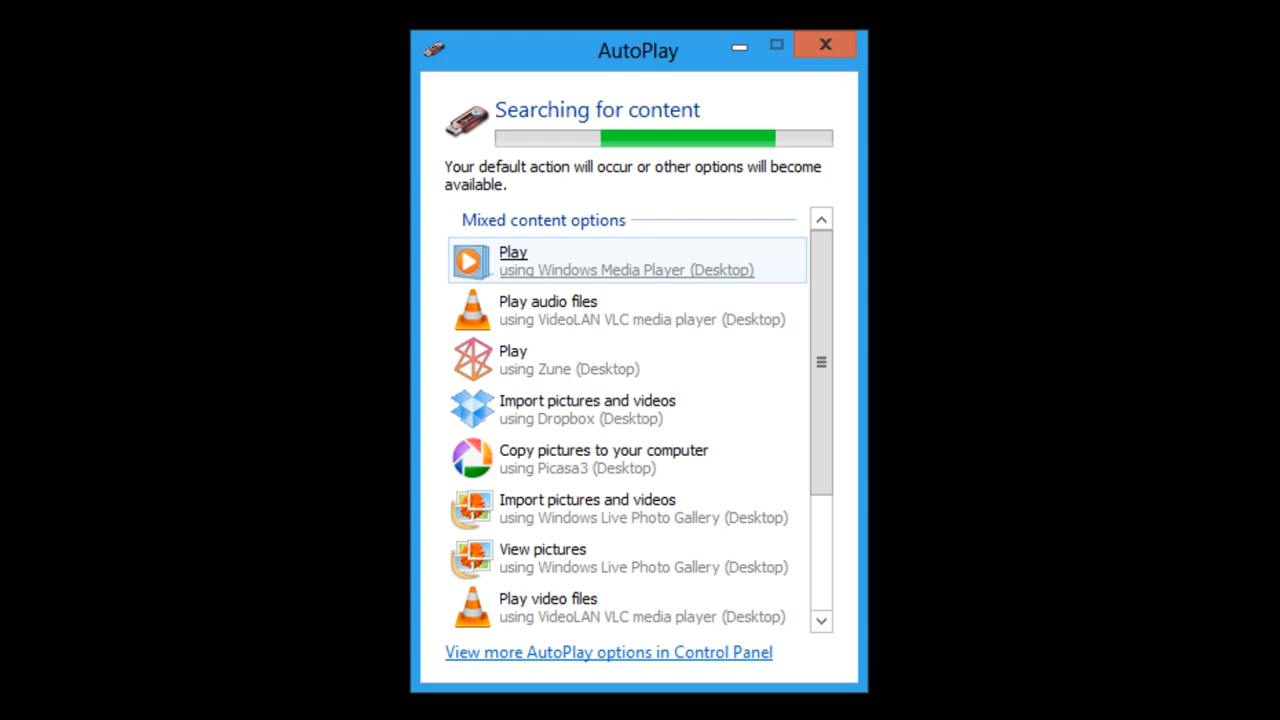 AutoPlay
Searching for content
Your default action will occur or other options will become
available.
Mixed content options
Play
using Windows Media Player (Desktop)
Play audio files
using VideoLAN VLC media player (Desktop)
Play
using Zune (Desktop)
Import pictures and videos
using Dropbox (Desktop)
Copy pictures to your computer
using Picasa3 (Desktop)
Import pictures and videos
using Windows Live Photo Gallery (Desktop)
View pictures
using Windows Live Photo Gallery (Desktop)
Play video files
using VideoLAN VLC media player (Desktop)
View more AutoPlay options in Control Panel